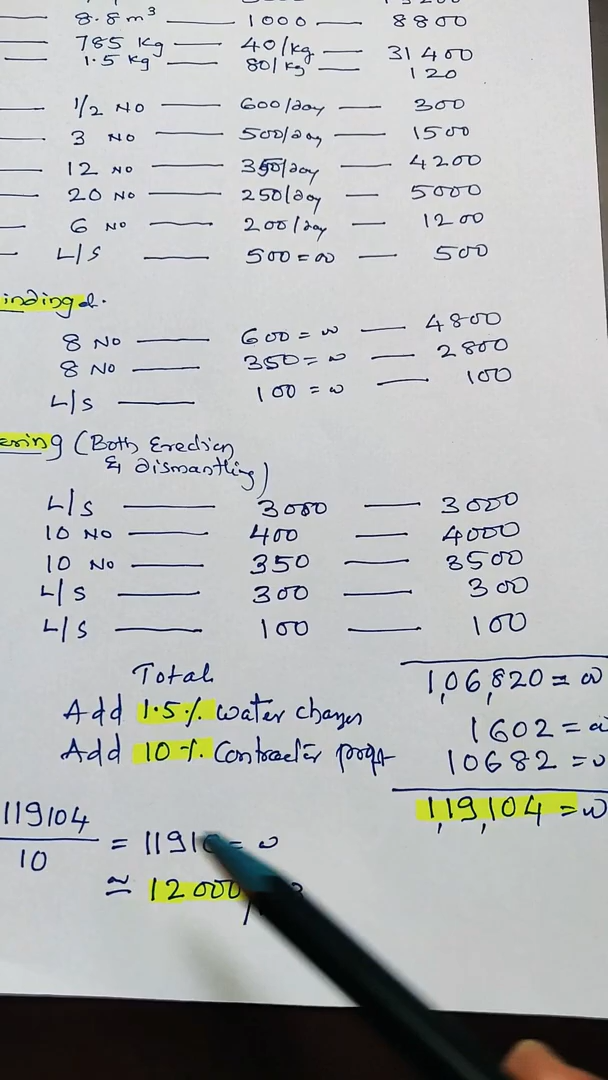 8.8 m³ 1000 8800
785 kg 40/kg 31400
1.5 kg 80/kg 120
1/2 NO 600/day 300
3 NO 500/day 1500
12 NO 350/day 4200
20 NO 250/day 5000
6 NO 200/day 1200
L/S 500=00 500
inding d.
8 NO 600=00 4800
8 NO 350=00 2800
L/S 100=00 100
ering (Both Erection
& dismantling)
L/S 3000 3000
10 NO 400 4000
10 NO 350 3500
L/S 300 300
L/S 100 100
Total 1,06,820=00
Add 1.5% water charges 1602=00
Add 10% Contractor profit 10682=00
1,19,104=00
119104
10 = 11910=00
≈ 12000/